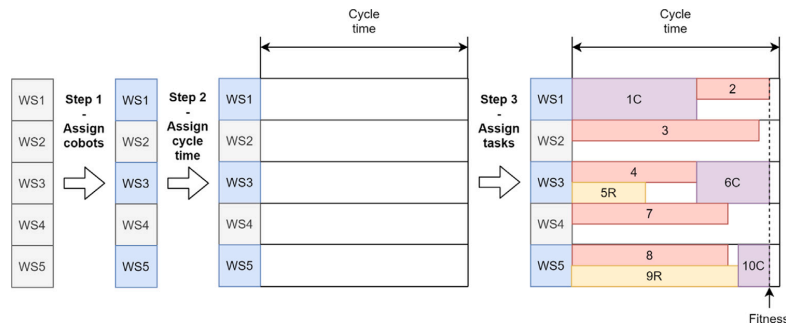 Cycle
time
Cycle
time
WS1
WS2
WS3
WS4
WS5
Step 1
-
Assign
cobots
WS1
WS2
WS3
WS4
WS5
Step 2
-
Assign
cycle
time
WS1
WS2
WS3
WS4
WS5
Step 3
-
Assign
tasks
WS1
1C
2
WS2
3
WS3
4
5R
6C
WS4
7
WS5
8
9R
10C
Fitness